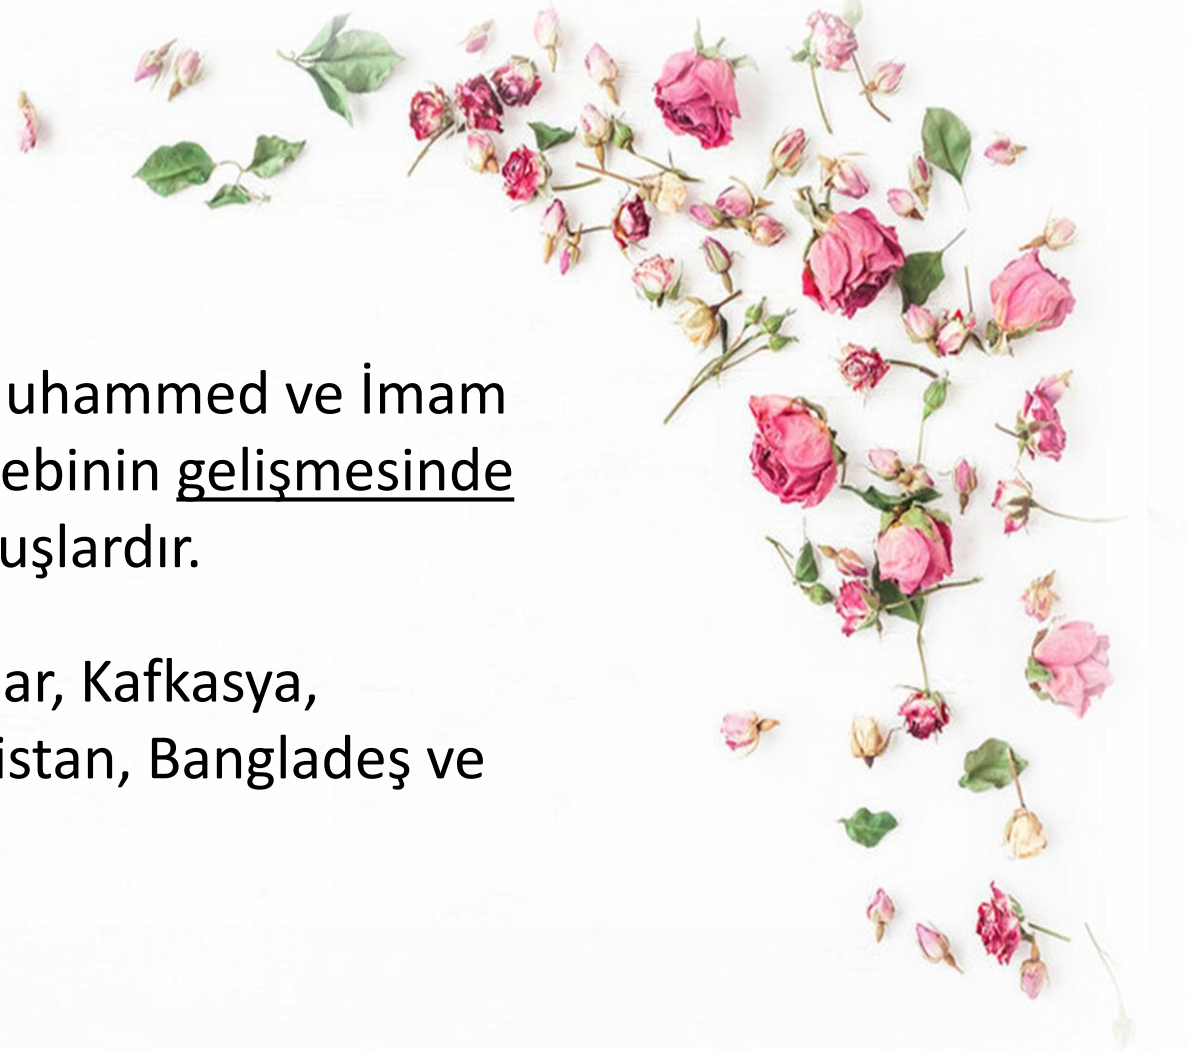 uhammed ve İmam
ebinin gelişmesinde
uşlardır.
ar, Kafkasya,
istan, Bangladeş ve